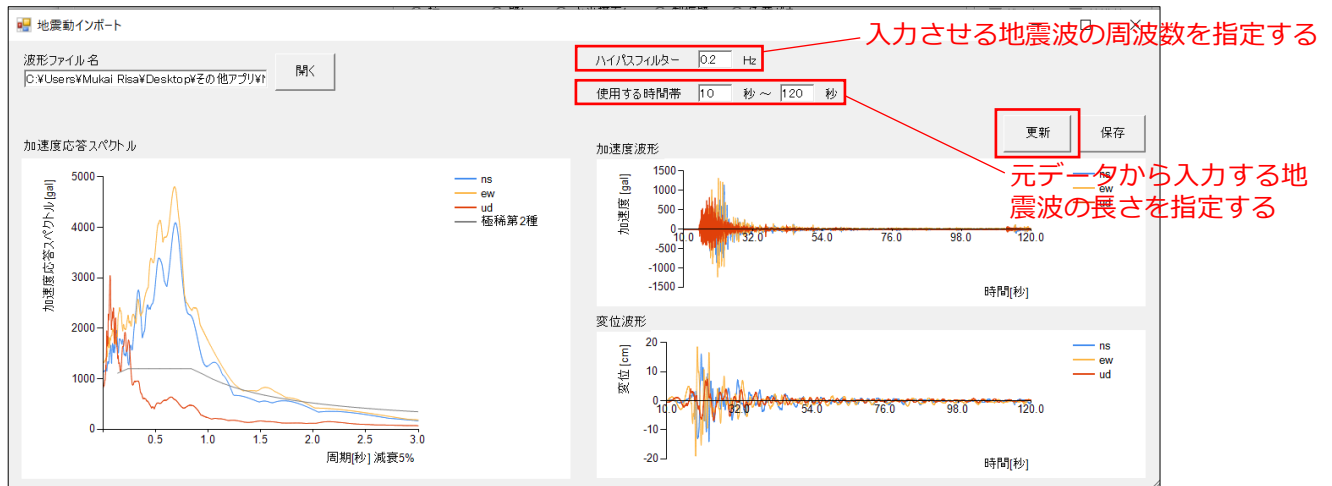 地震動インポート
入力させる地震波の周波数を指定する
波形ファイル名
C:¥Users¥Mukai Risa¥Desktop¥その他アプリ¥
開く
ハイパスフィルター 0.2 Hz
使用する時間帯 10 秒 ～ 120 秒
更新
保存
加速度応答スペクトル
5000
4000
3000
2000
1000
0
加速度応答スペクトル [gal]
0.5 1.0 1.5 2.0 2.5 3.0
周期[秒] 減衰5%
ns
ew
ud
極稀第2種
加速度波形
1500
1000
500
0
-500
-1000
-1500
加速度 [gal]
10.0 32.0 54.0 76.0 98.0 120.0
時間[秒]
ns
ew
ud
元データから入力する地
震波の長さを指定する
変位波形
20
10
0
-10
-20
変位 [cm]
10.0 32.0 54.0 76.0 98.0 120.0
時間[秒]
ns
ew
ud